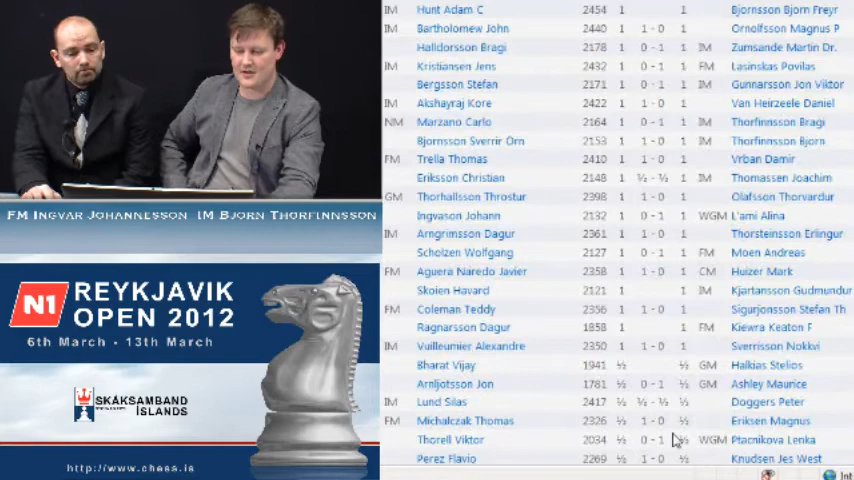 FM INGVAR JOHANNESSON IM BJORN THORFINNSSON
N1 REYKJAVIK
OPEN 2012
6th March - 13th March
SKÁKSAMBAND
ÍSLANDS
http://www.chess.is
IM Hunt Adam C 2454 1 1 Bjornsson Bjorn Freyr
IM Bartholomew John 2440 1 1 - 0 1 Ornolfsson Magnus P
Halldorsson Bragi 2178 1 0 - 1 1 IM Zumsande Martin Dr.
IM Kristiansen Jens 2432 1 0 - 1 1 FM Lasinskas Povilas
Bergsson Stefan 2171 1 0 - 1 1 IM Gunnarsson Jon Viktor
IM Akshayraj Kore 2422 1 1 - 0 1 Van Heirzeele Daniel
NM Marzano Carlo 2164 1 0 - 1 1 IM Thorfinnsson Bragi
Bjornsson Sverrir Orn 2153 1 1 - 0 1 IM Thorfinnsson Bjorn
FM Trella Thomas 2410 1 1 - 0 1 Vrban Damir
Eriksson Christian 2148 1 ½ - ½ 1 IM Thomassen Joachim
GM Thorhallsson Throstur 2398 1 1 - 0 1 Olafsson Thorvardur
Ingvason Johann 2132 1 0 - 1 1 WGM L'ami Alina
IM Arngrimsson Dagur 2361 1 1 - 0 1 Thorsteinsson Erlingur
Scholzen Wolfgang 2127 1 0 - 1 1 FM Moen Andreas
FM Aguera Naredo Javier 2358 1 1 - 0 1 CM Huizer Mark
Skoien Havard 2121 1 1 IM Kjartansson Gudmundur
FM Coleman Teddy 2356 1 1 - 0 1 Sigurjonsson Stefan Th
Ragnarsson Dagur 1858 1 1 FM Kiewra Keaton F
IM Vuilleumier Alexandre 2350 1 1 - 0 1 Sverrisson Nokkvi
Bharat Vijay 1941 ½ ½ GM Halkias Stelios
Arnljotsson Jon 1781 ½ 0 - 1 ½ GM Ashley Maurice
IM Lund Silas 2417 ½ ½ - ½ ½ Doggers Peter
FM Michalczak Thomas 2326 ½ 1 - 0 ½ Eriksen Magnus
Thorell Viktor 2034 ½ 0 - 1 ½ WGM Ptacnikova Lenka
Perez Flavio 2269 ½ 1 - 0 ½ Knudsen Jes West
Int